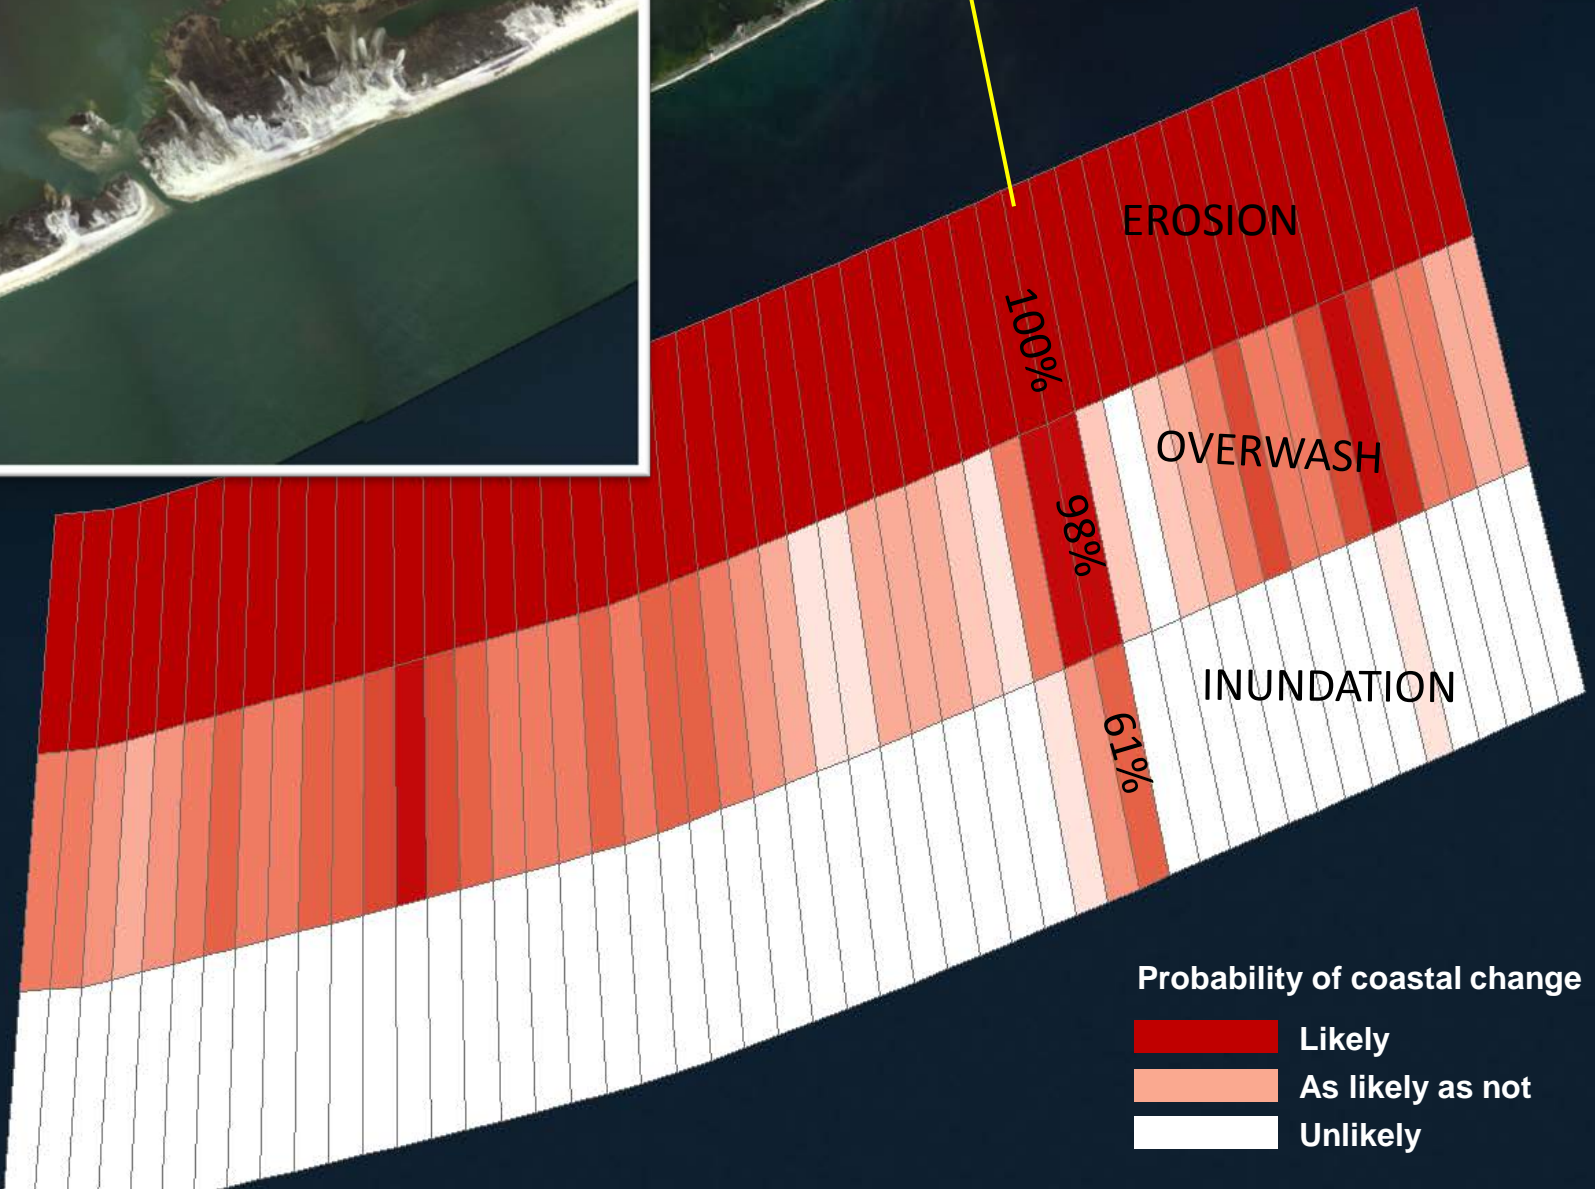 EROSION
100%
OVERWASH
98%
INUNDATION
61%
Probability of coastal change
Likely
As likely as not
Unlikely